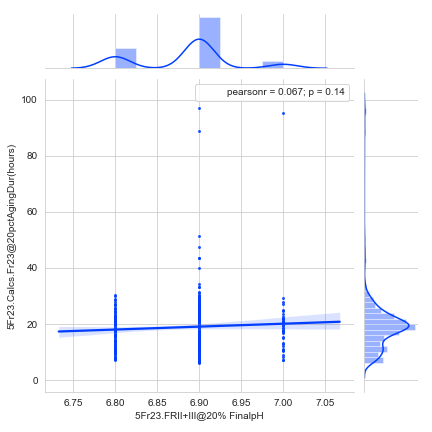 pearsonr = 0.067; p = 0.14
100
80
60
40
20
0
5Fr23.Calcs.Fr23@20pctAgingDur(hours)
6.75 6.80 6.85 6.90 6.95 7.00 7.05
5Fr23.FRII+III@20% FinalpH